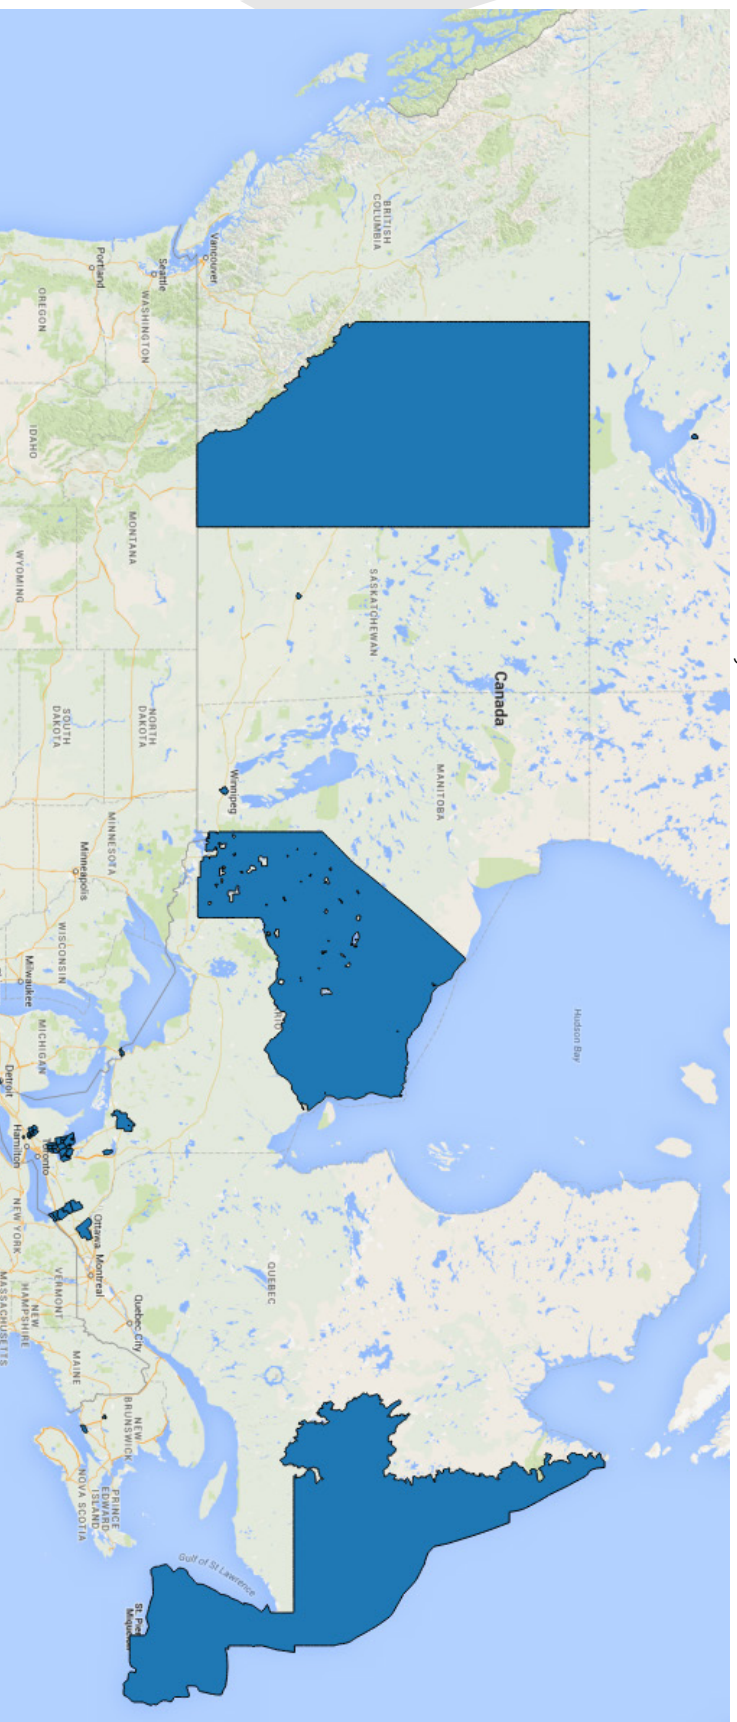 BRITISH
COLUMBIA
Vancouver
Seattle
Portland
WASHINGTON
OREGON
IDAHO
MONTANA
WYOMING
SASKATCHEWAN
Canada
NORTH
DAKOTA
SOUTH
DAKOTA
MANITOBA
Winnipeg
MINNESOTA
Minneapolis
WISCONSIN
Milwaukee
MICHIGAN
Detroit
Hudson Bay
RIO
Toronto
Hamilton
NEW YORK
Ottawa
Montreal
QUEBEC
Quebec City
VERMONT
NEW
HAMPSHIRE
MASSACHUSETTS
MAINE
NEW
BRUNSWICK
PRINCE
EDWARD
ISLAND
NOVA SCOTIA
Gulf of St Lawrence
St. Pie
Miquelon